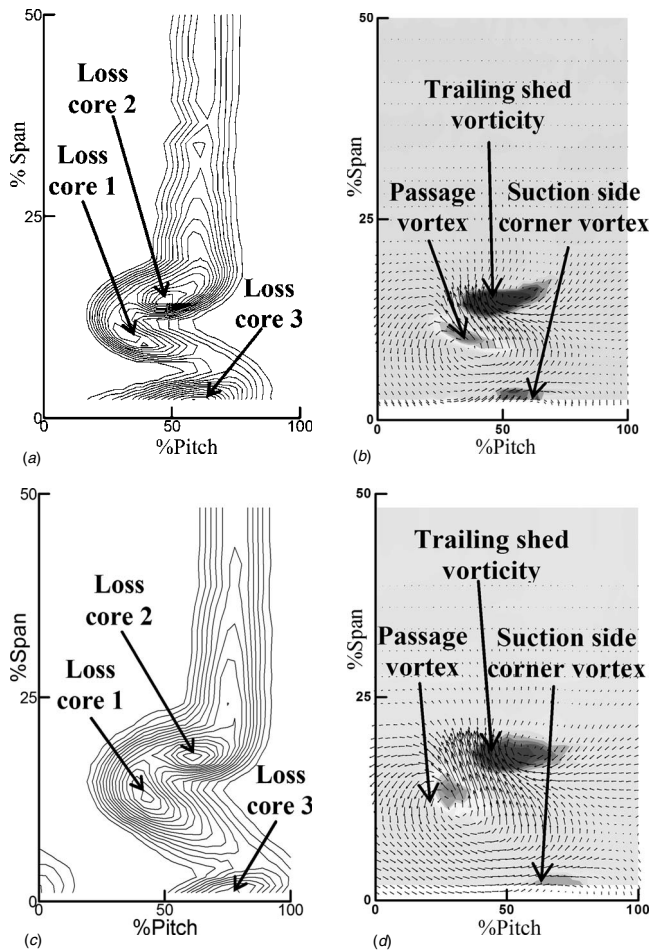 50
Loss
core 2
Loss
core 1
% Span
25
Loss
core 3
0
50
100
%Pitch
(a)
50
Trailing shed
vorticity
Passage
vortex
Suction side
corner vortex
%Span
25
0
0
50
100
%Pitch
(b)
50
Loss
core 2
Loss
core 1
%Span
25
Loss
core 3
0
0
50
100
%Pitch
(c)
50
Trailing shed
vorticity
Passage
vortex
Suction side
corner vortex
%Span
25
0
0
50
100
%Pitch
(d)